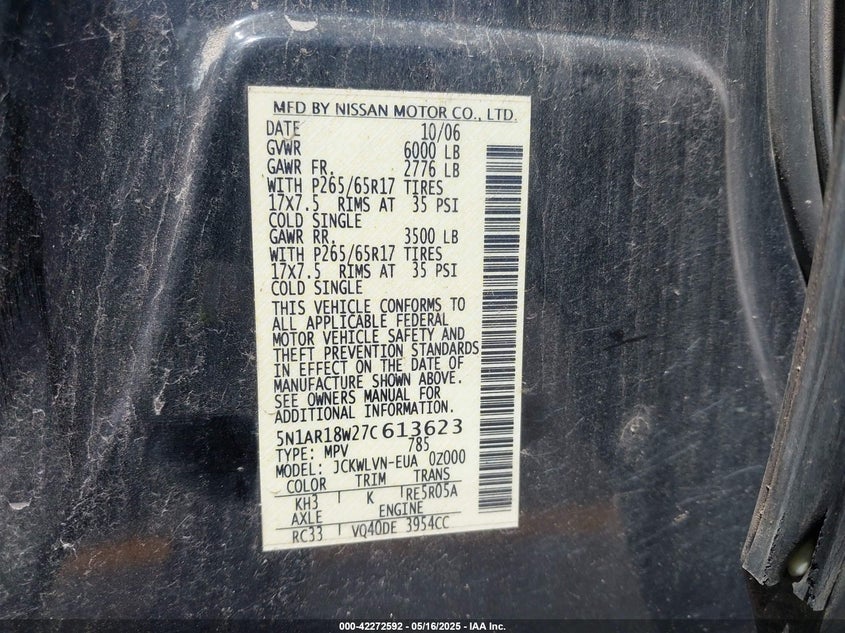 MFD BY NISSAN MOTOR CO., LTD.
DATE 10/06
GVWR 6000 LB
GAWR FR. 2776 LB
WITH P265/65R17 TIRES
17X7.5 RIMS AT 35 PSI
COLD SINGLE
GAWR RR. 3500 LB
WITH P265/65R17 TIRES
17X7.5 RIMS AT 35 PSI
COLD SINGLE
THIS VEHICLE CONFORMS TO
ALL APPLICABLE FEDERAL
MOTOR VEHICLE SAFETY AND
THEFT PREVENTION STANDARDS
IN EFFECT ON THE DATE OF
MANUFACTURE SHOWN ABOVE.
SEE OWNERS MANUAL FOR
ADDITIONAL INFORMATION.
5N1AR18W27C613623
TYPE: MPV 785
MODEL: JCKWLVN-EUA 0Z000
COLOR TRIM TRANS
KH3 K RE5R05A
AXLE ENGINE
RC33 VQ40DE 3954CC
000-42272592 - 05/16/2025 - IAA Inc.